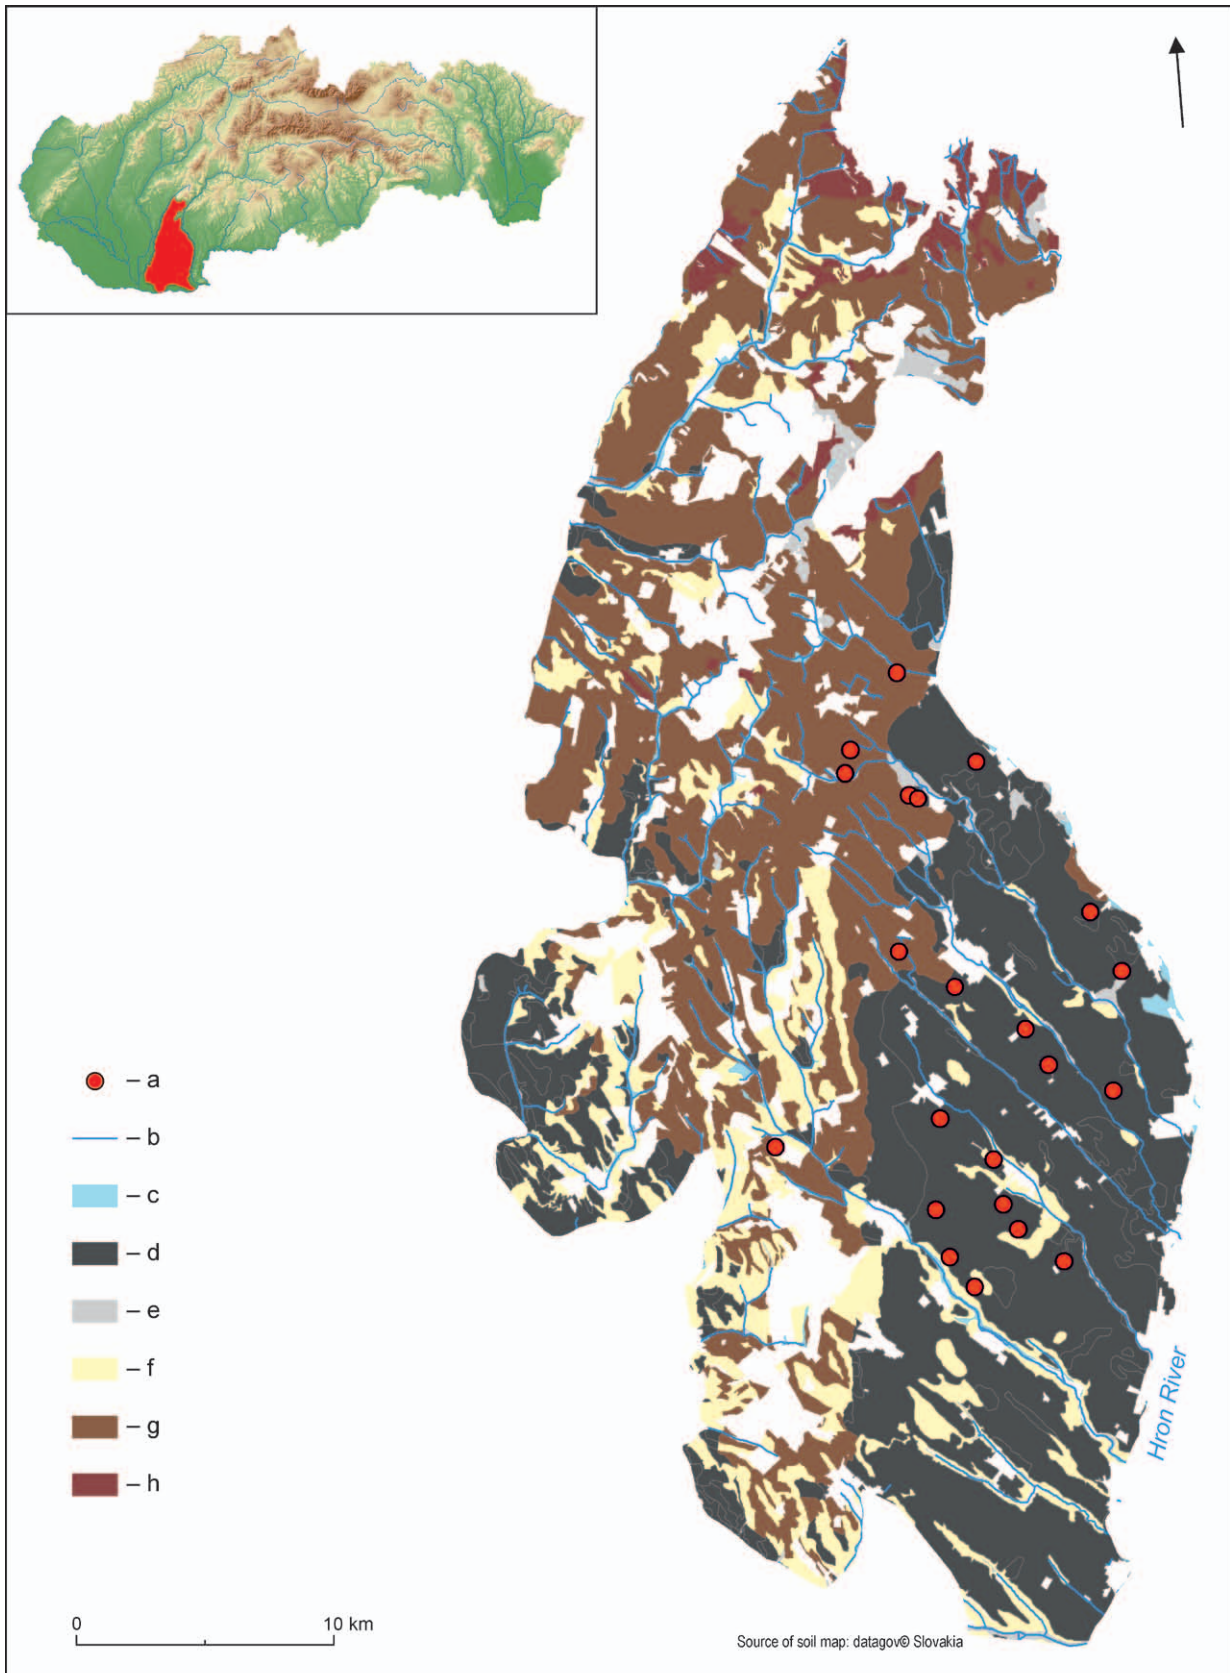 – a
– b
– c
– d
– e
– f
– g
– h
Hron River
0 10 km
Source of soil map: datagov© Slovakia